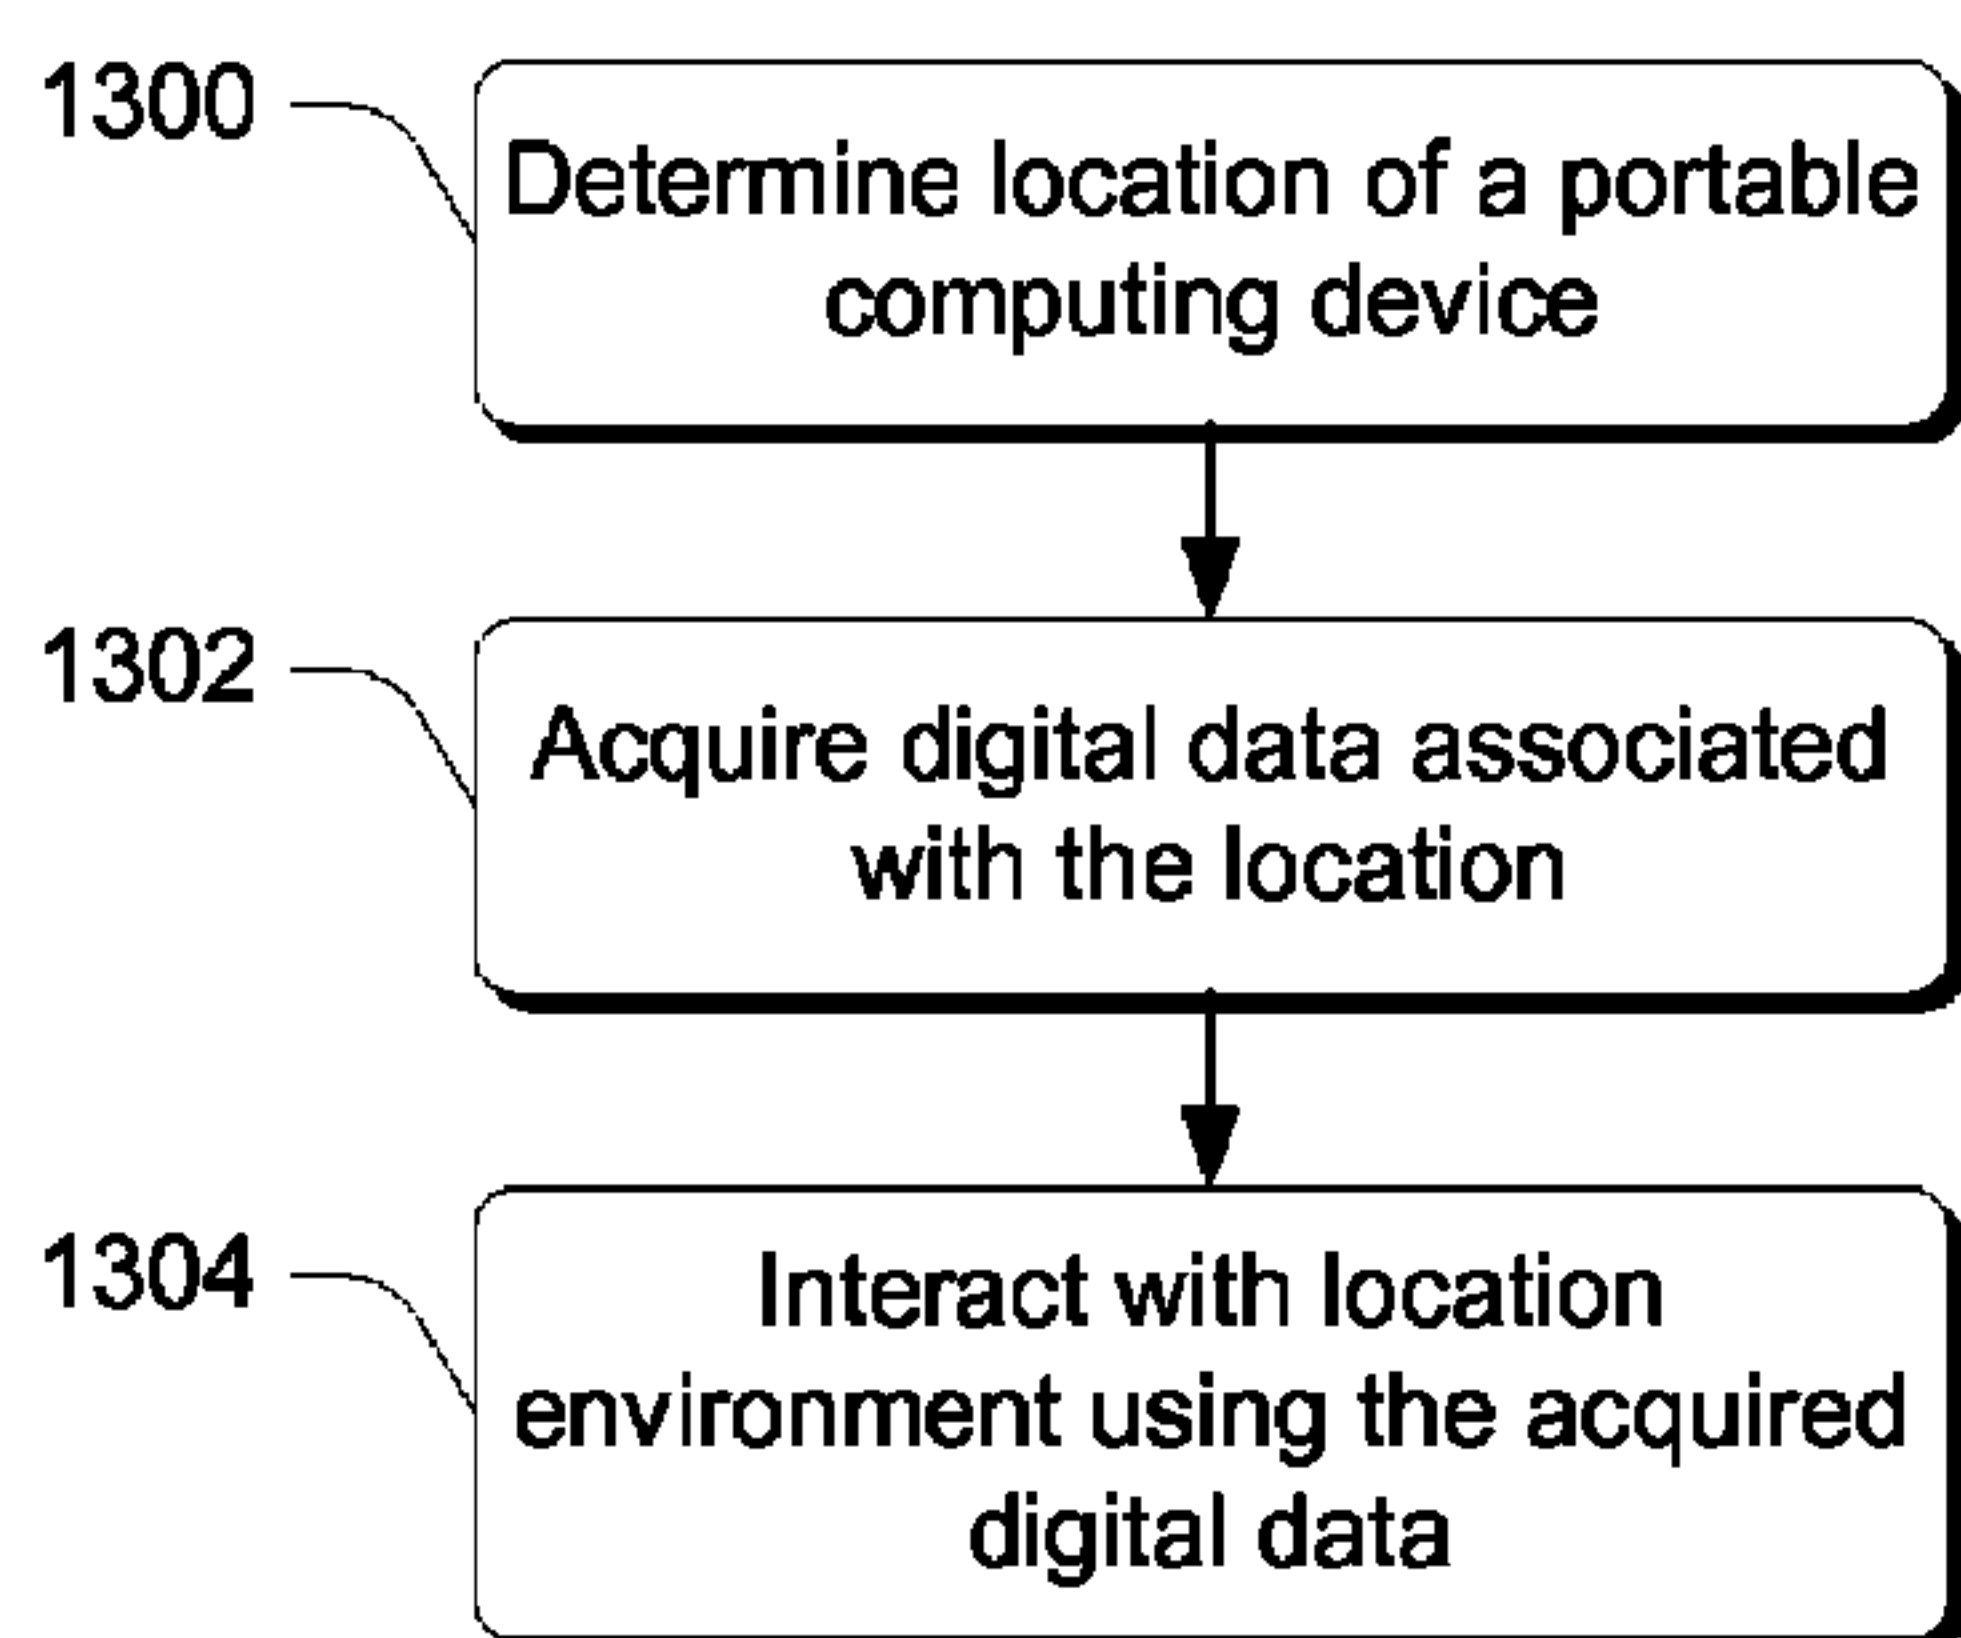 1300
Determine location of a portable
computing device
1302
Acquire digital data associated
with the location
1304
Interact with location
environment using the acquired
digital data